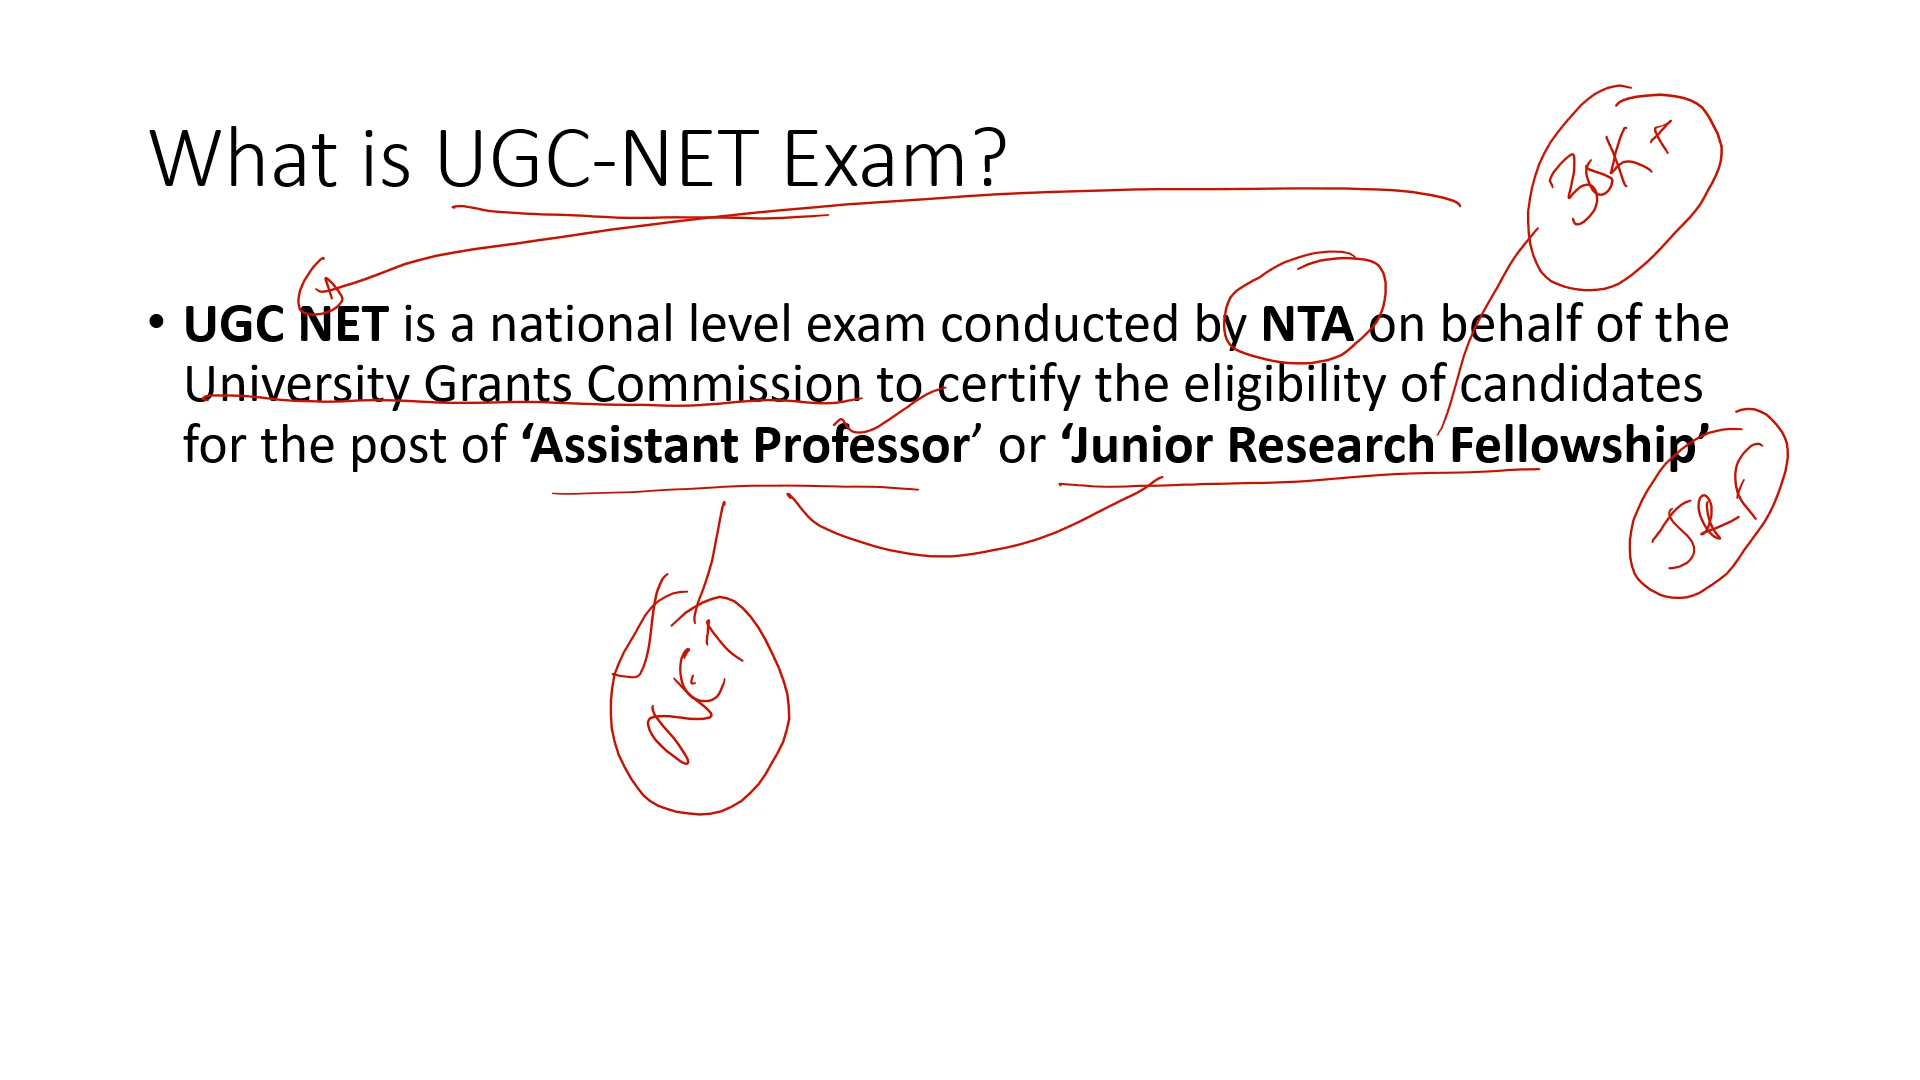 What is UGC-NET Exam?
30K+
• UGC NET is a national level exam conducted by NTA on behalf of the
University Grants Commission to certify the eligibility of candidates
for the post of ‘Assistant Professor’ or ‘Junior Research Fellowship’
JRF
NET